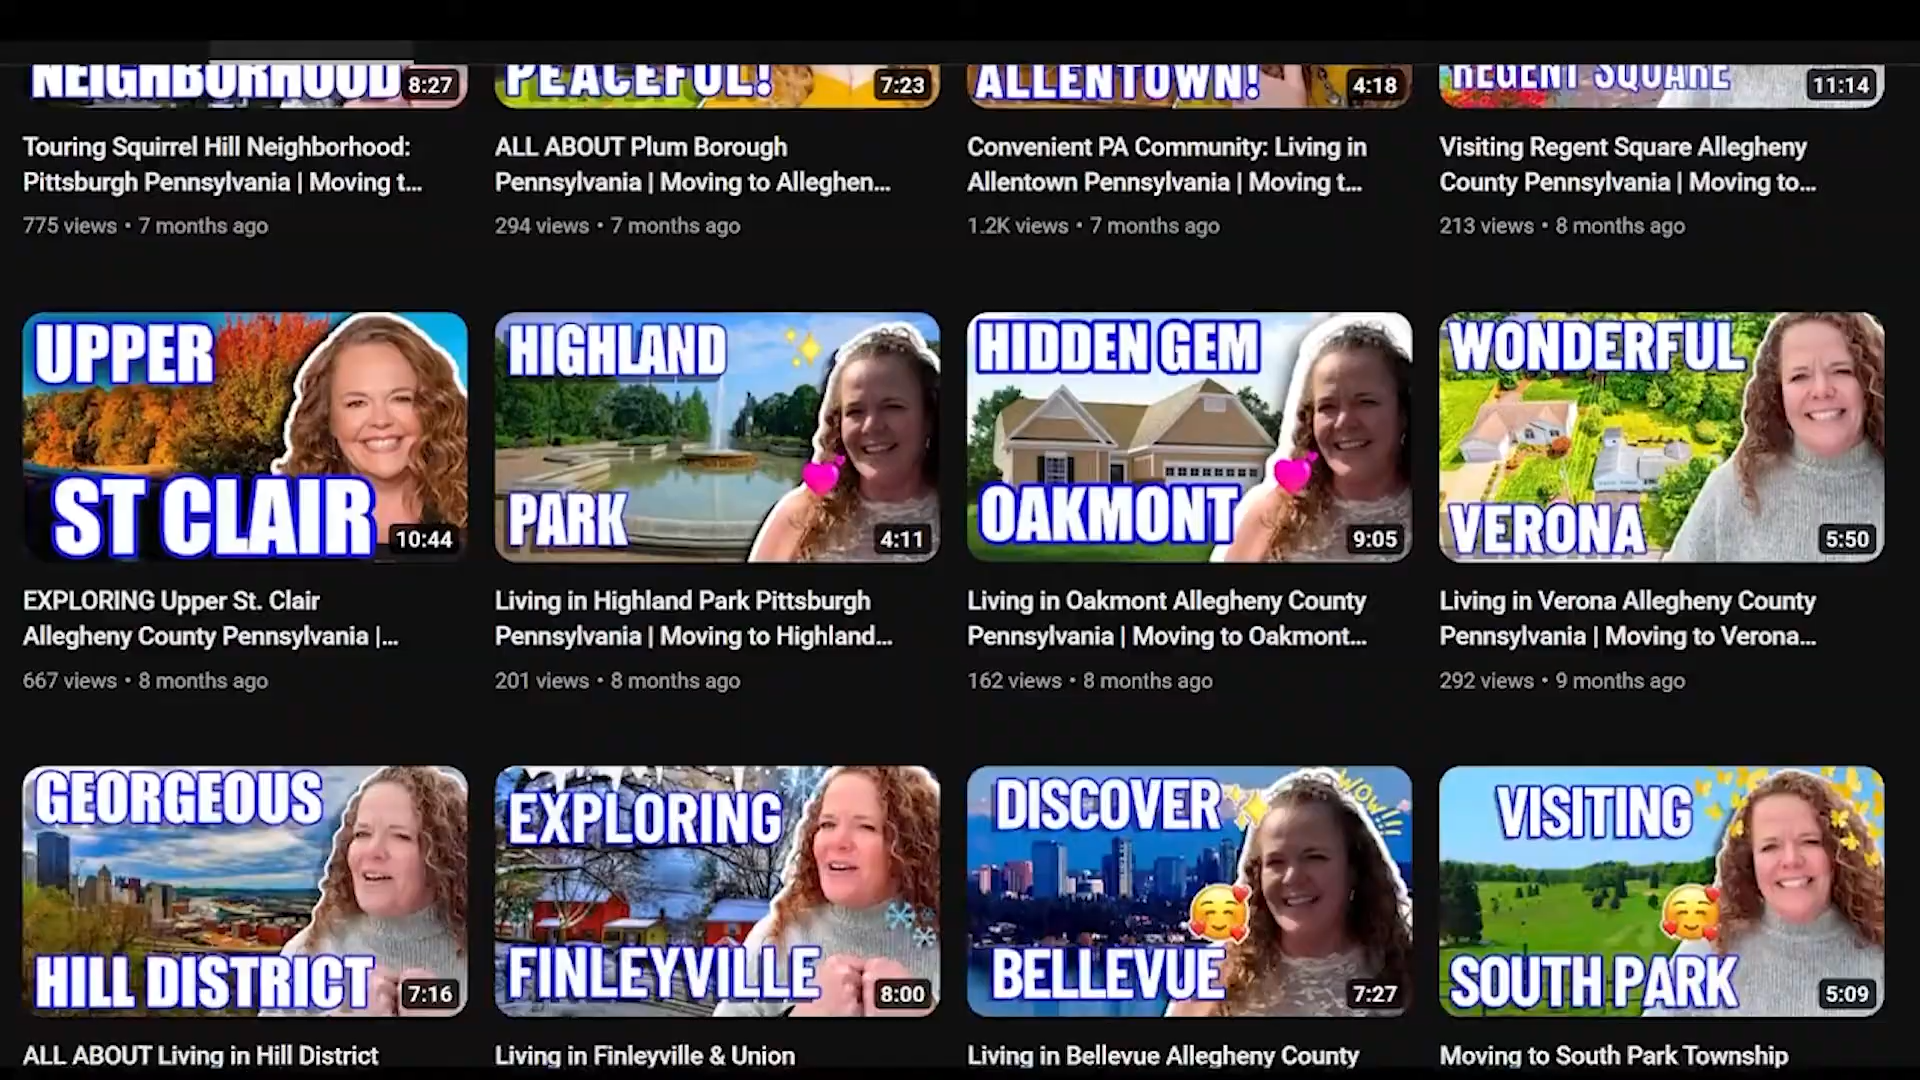 NEIGHBORHOOD
8:27
PEACEFUL!
7:23
ALLENTOWN!
4:18
REGENT SQUARE
11:14
Touring Squirrel Hill Neighborhood:
Pittsburgh Pennsylvania | Moving t...
775 views • 7 months ago
ALL ABOUT Plum Borough
Pennsylvania | Moving to Alleghen...
294 views • 7 months ago
Convenient PA Community: Living in
Allentown Pennsylvania | Moving t...
1.2K views • 7 months ago
Visiting Regent Square Allegheny
County Pennsylvania | Moving to...
213 views • 8 months ago
UPPER
ST CLAIR
10:44
HIGHLAND
PARK
4:11
HIDDEN GEM
OAKMONT
9:05
WONDERFUL
VERONA
5:50
EXPLORING Upper St. Clair
Allegheny County Pennsylvania |...
667 views • 8 months ago
Living in Highland Park Pittsburgh
Pennsylvania | Moving to Highland...
201 views • 8 months ago
Living in Oakmont Allegheny County
Pennsylvania | Moving to Oakmont...
162 views • 8 months ago
Living in Verona Allegheny County
Pennsylvania | Moving to Verona...
292 views • 9 months ago
GEORGEOUS
HILL DISTRICT
7:16
EXPLORING
FINLEYVILLE
8:00
DISCOVER
WOW!!!
BELLEVUE
7:27
VISITING
SOUTH PARK
5:09
ALL ABOUT Living in Hill District
Living in Finleyville & Union
Living in Bellevue Allegheny County
Moving to South Park Township